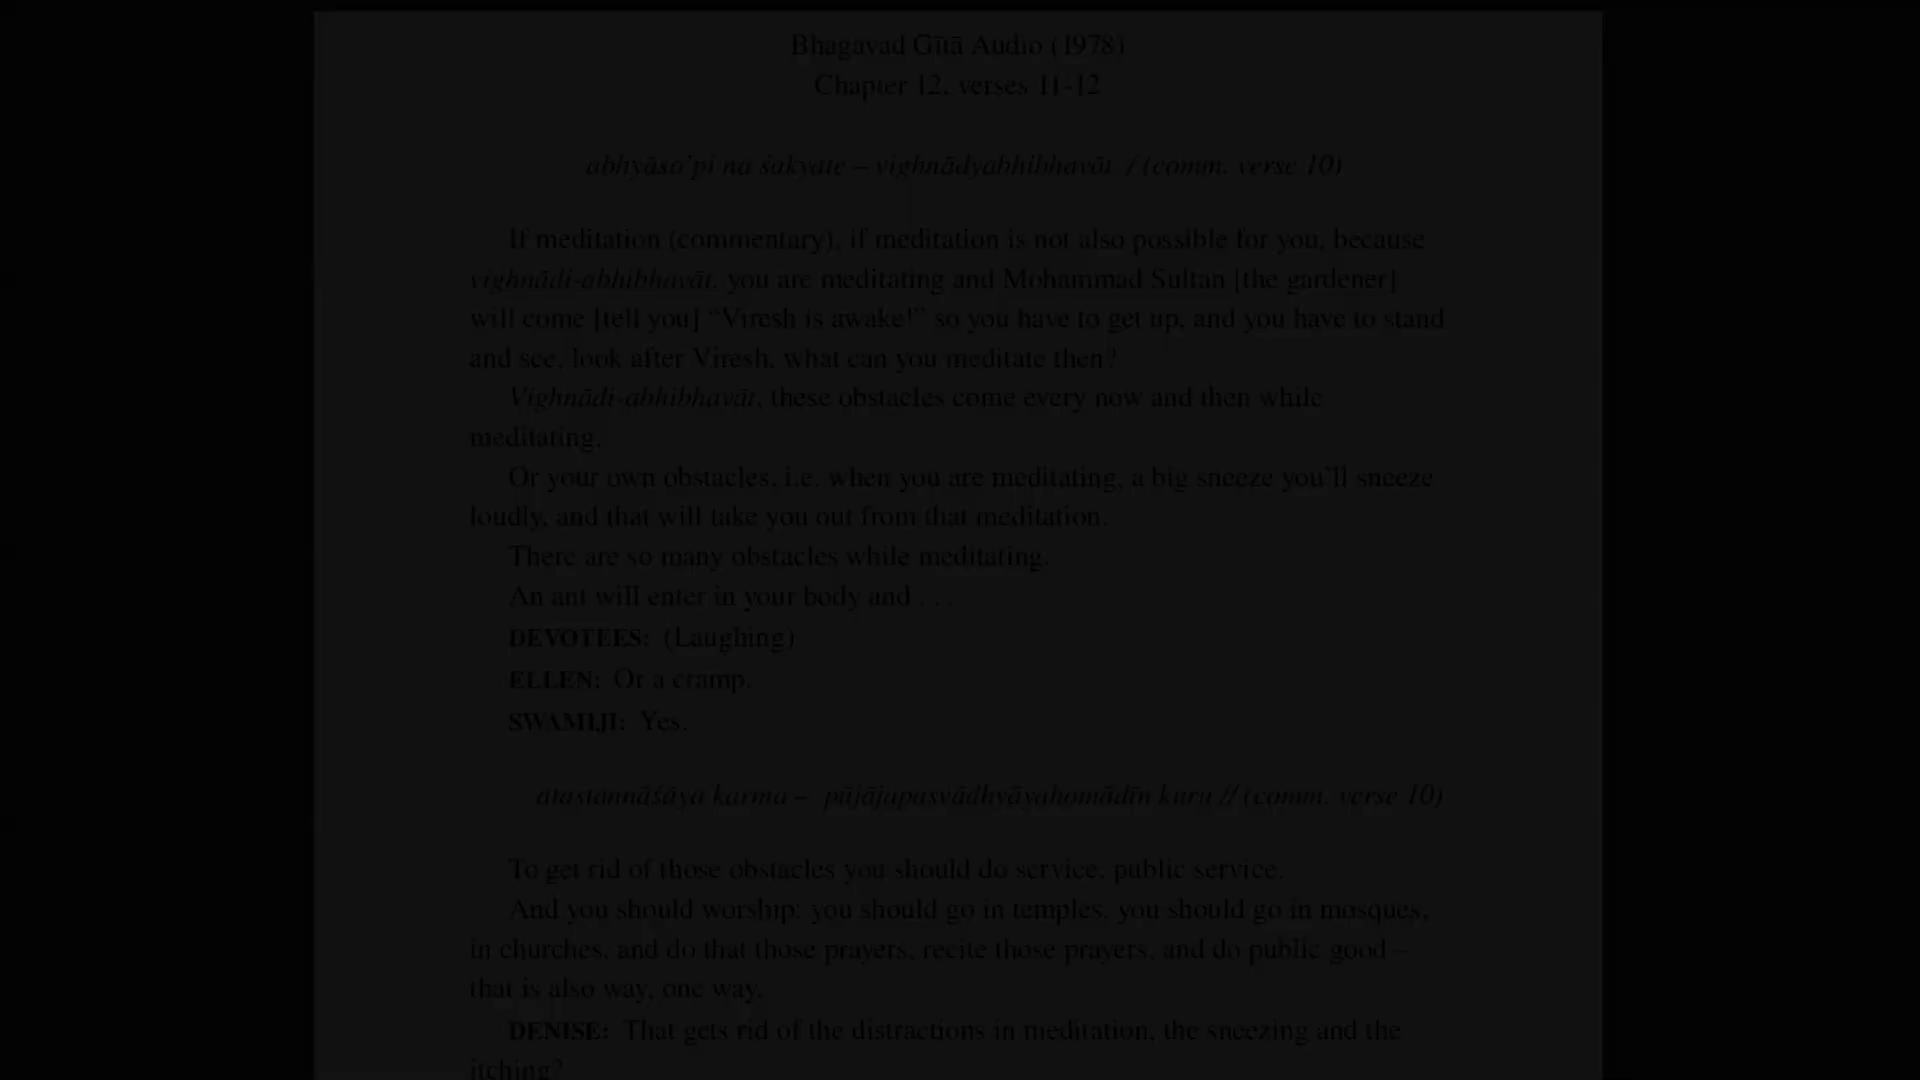 Bhagavad Gītā Audio (1978)
Chapter 12, verses 11-12
abhyāso’pi na śakyate – vighnādyabhibhavāt / (comm. verse 10)
If meditation (commentary), if meditation is not also possible for you, because
vighnādi-abhibhavāt, you are meditating and Mohammad Sultan [the gardener]
will come [tell you] “Viresh is awake!” so you have to get up, and you have to stand
and see, look after Viresh, what can you meditate then?
Vighnādi-abhibhavāt, these obstacles come every now and then while
meditating.
Or your own obstacles, i.e. when you are meditating, a big sneeze you’ll sneeze
loudly, and that will take you out from that meditation.
There are so many obstacles while meditating.
An ant will enter in your body and . . .
DEVOTEES: (Laughing)
ELLEN: Or a cramp.
SWAMIJI: Yes.
atastannāśāya karma – pūjājapasvādhyāyahomādīn kuru // (comm. verse 10)
To get rid of those obstacles you should do service, public service.
And you should worship: you should go in temples, you should go in mosques,
in churches, and do that those prayers, recite those prayers, and do public good –
that is also way, one way.
DENISE: That gets rid of the distractions in meditation, the sneezing and the
itching?